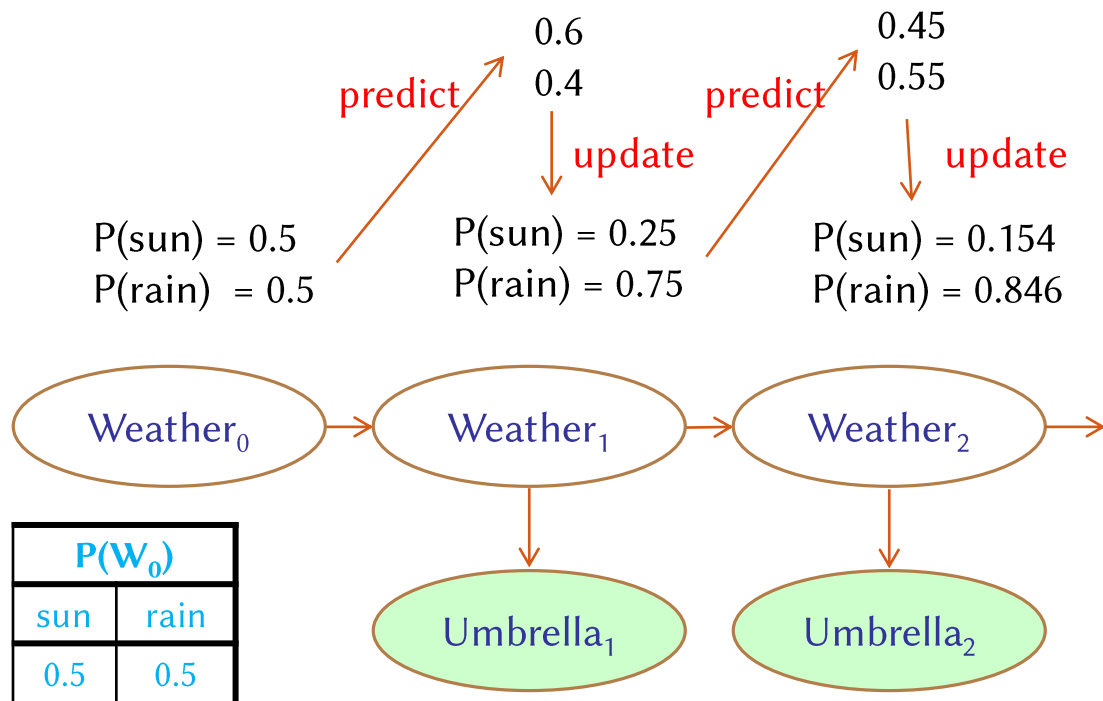 0.6
0.4
0.45
0.55
predict
predict
update
update
P(sun) = 0.5
P(rain) = 0.5
P(sun) = 0.25
P(rain) = 0.75
P(sun) = 0.154
P(rain) = 0.846
Weather₀
Weather₁
Weather₂
P(W₀)
sun rain
0.5 0.5
Umbrella₁
Umbrella₂